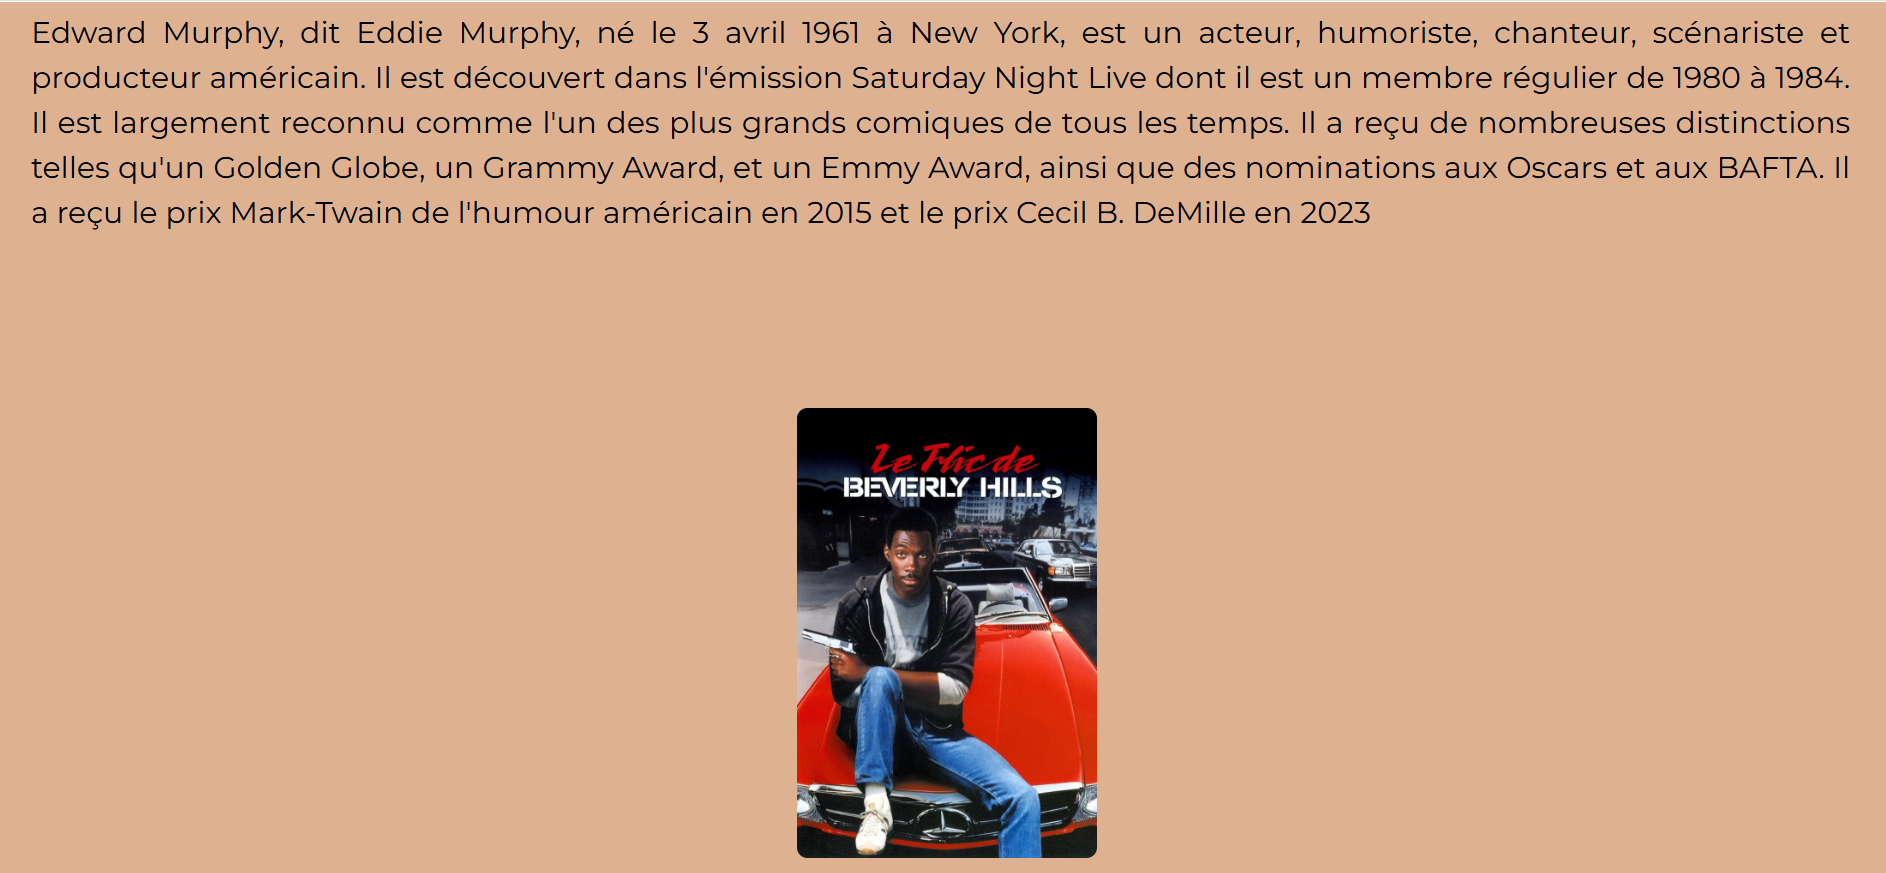 Edward Murphy, dit Eddie Murphy, né le 3 avril 1961 à New York, est un acteur, humoriste, chanteur, scénariste et
producteur américain. Il est découvert dans l'émission Saturday Night Live dont il est un membre régulier de 1980 à 1984.
Il est largement reconnu comme l'un des plus grands comiques de tous les temps. Il a reçu de nombreuses distinctions
telles qu'un Golden Globe, un Grammy Award, et un Emmy Award, ainsi que des nominations aux Oscars et aux BAFTA. Il
a reçu le prix Mark-Twain de l'humour américain en 2015 et le prix Cecil B. DeMille en 2023
Le Flic de
BEVERLY HILLS